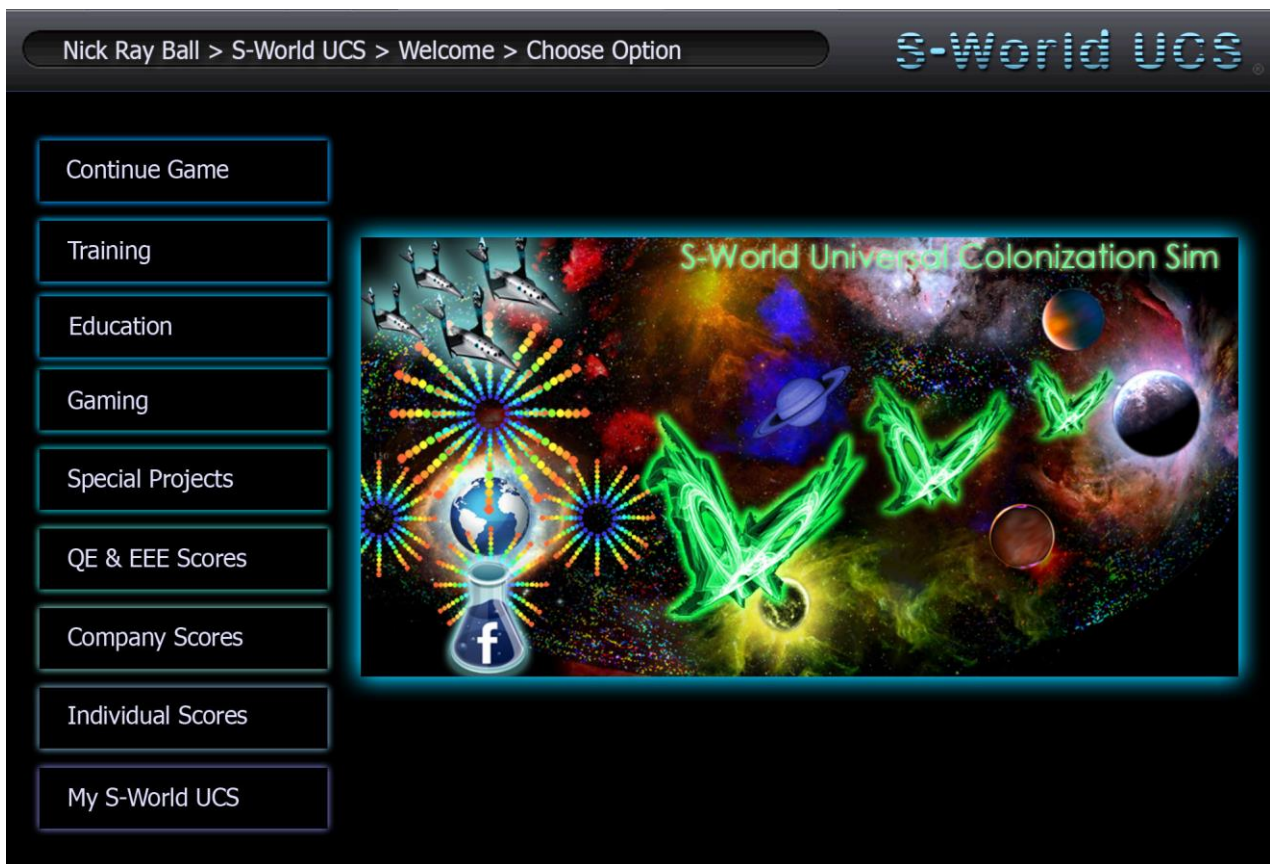 Nick Ray Ball > S-World UCS > Welcome > Choose Option
S-World UCS ®
Continue Game
Training
Education
Gaming
Special Projects
QE & EEE Scores
Company Scores
Individual Scores
My S-World UCS
S-World Universal Colonization Sim
150
f